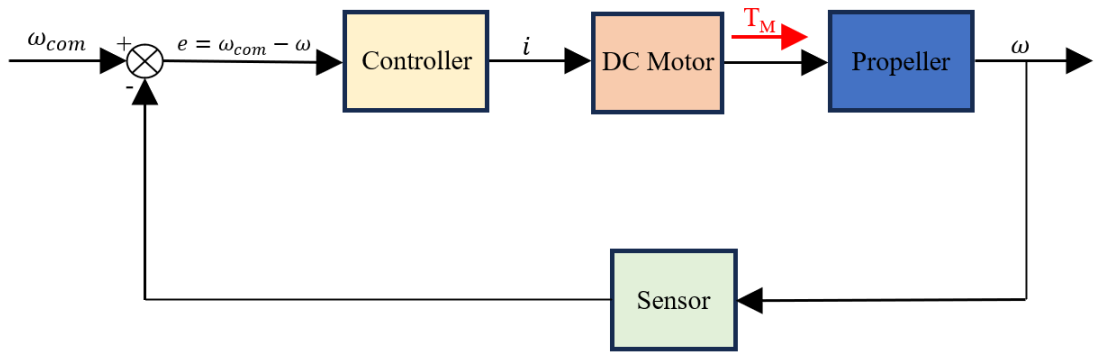 ω_com
+
-
e = ω_com − ω
Controller
i
DC Motor
T_M
Propeller
ω
Sensor